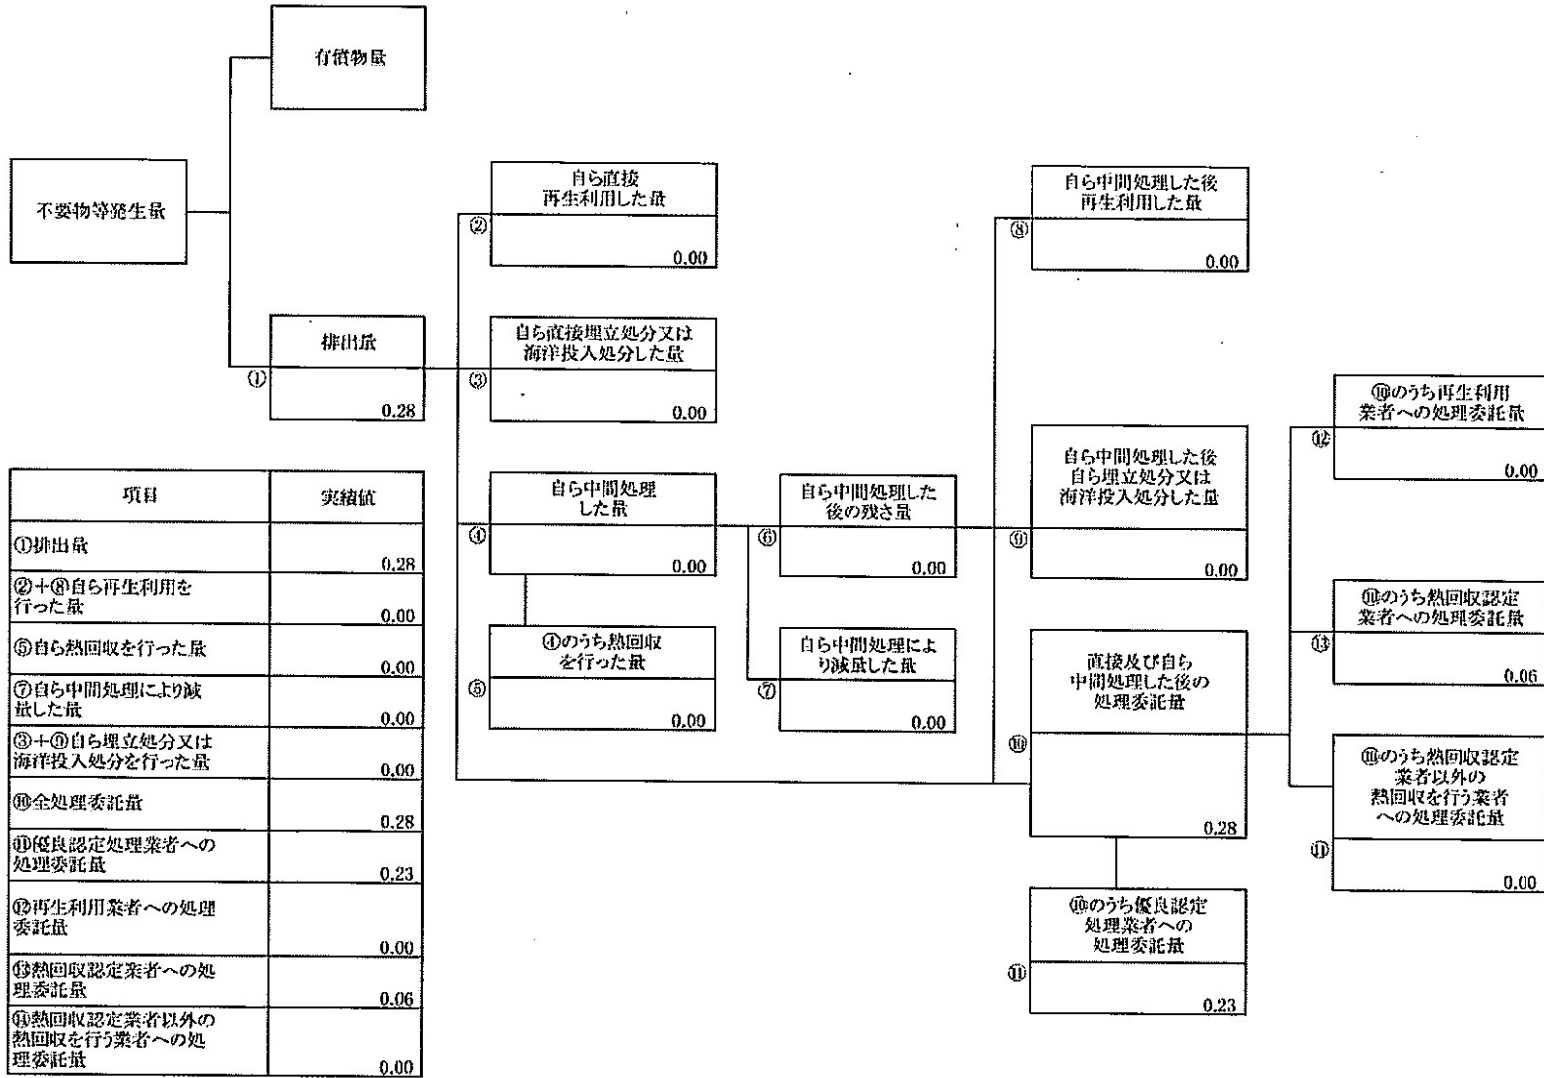 有償物量
不要物等発生量
排出量
①
0.28
自ら直接
再生利用した量
②
0.00
自ら直接埋立処分又は
海洋投入処分した量
③
0.00
自ら中間処理
した量
④
0.00
④のうち熱回収
を行った量
⑤
0.00
自ら中間処理した
後の残さ量
⑥
0.00
自ら中間処理によ
り減量した量
⑦
0.00
自ら中間処理した後
再生利用した量
⑧
0.00
自ら中間処理した後
自ら埋立処分又は
海洋投入処分した量
⑨
0.00
直接及び自ら
中間処理した後の
処理委託量
⑩
0.28
⑩のうち優良認定
処理業者への
処理委託量
⑪
0.23
⑩のうち再生利用
業者への処理委託量
⑫
0.00
⑩のうち熱回収認定
業者への処理委託量
⑬
0.06
⑩のうち熱回収認定
業者以外の
熱回収を行う業者
への処理委託量
⑭
0.00
項目 実績値
①排出量 0.28
②+⑧自ら再生利用を
行った量 0.00
⑤自ら熱回収を行った量 0.00
⑦自ら中間処理により減
量した量 0.00
③+⑨自ら埋立処分又は
海洋投入処分を行った量 0.00
⑩全処理委託量 0.28
⑪優良認定処理業者への
処理委託量 0.23
⑫再生利用業者への処理
委託量 0.00
⑬熱回収認定業者への処
理委託量 0.06
⑭熱回収認定業者以外の
熱回収を行う業者への処
理委託量 0.00